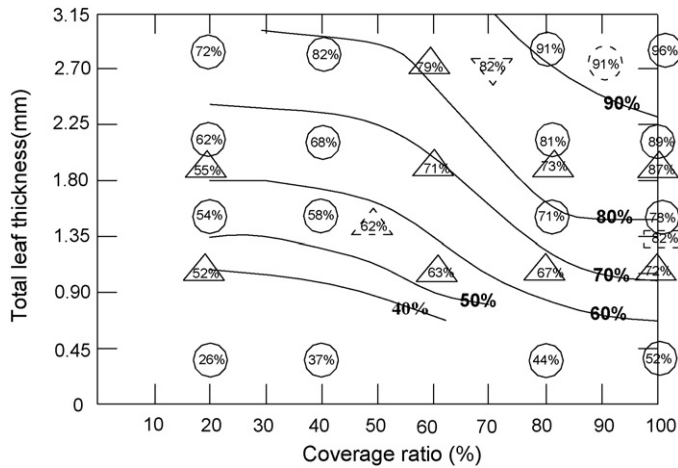 3.15
72% 82% 79% 82% 91% 91% 96%
2.70
90%
2.25
62% 68% 71% 81% 89%
55% 73% 87%
1.80
54% 58% 62% 71% 80% 78%
1.35
82%
52% 63% 67% 70% 72%
0.90
40% 50% 60%
0.45
26% 37% 44% 52%
0
10 20 30 40 50 60 70 80 90 100
Coverage ratio (%)
Total leaf thickness(mm)